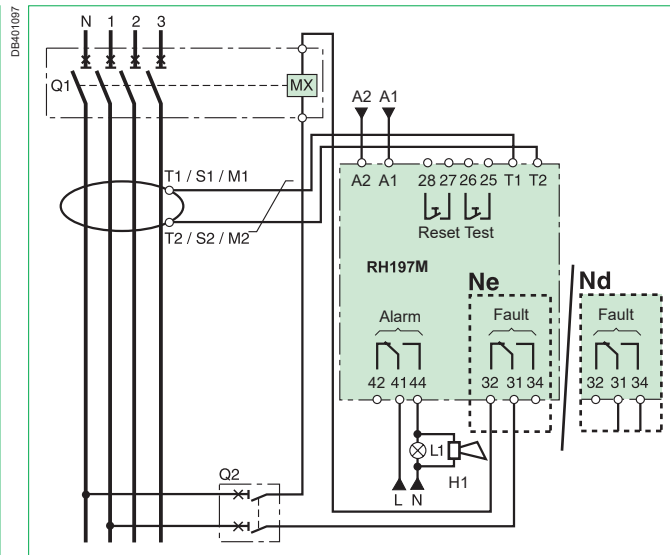 DB401097
N 1 2 3
Q1
MX
A2 A1
T1 / S1 / M1
T2 / S2 / M2
A2 A1 28 27 26 25 T1 T2
Reset Test
RH197M
Ne
Nd
Alarm
Fault
Fault
42 41 44
32 31 34
32 31 34
L1
H1
L N
Q2